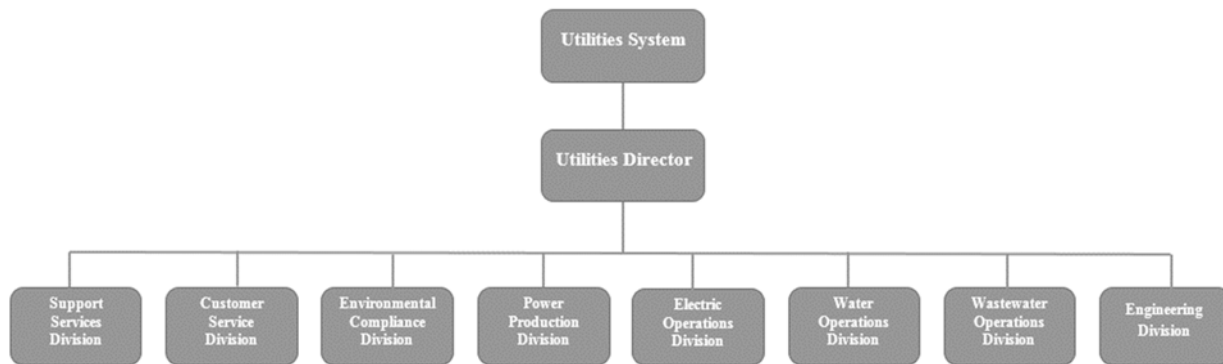 Utilities System
Utilities Director
Support
Services
Division
Customer
Service
Division
Environmental
Compliance Division
Power
Production
Division
Electric
Operations
Division
Water
Operations
Division
Wastewater
Operations
Division
Engineering
Division